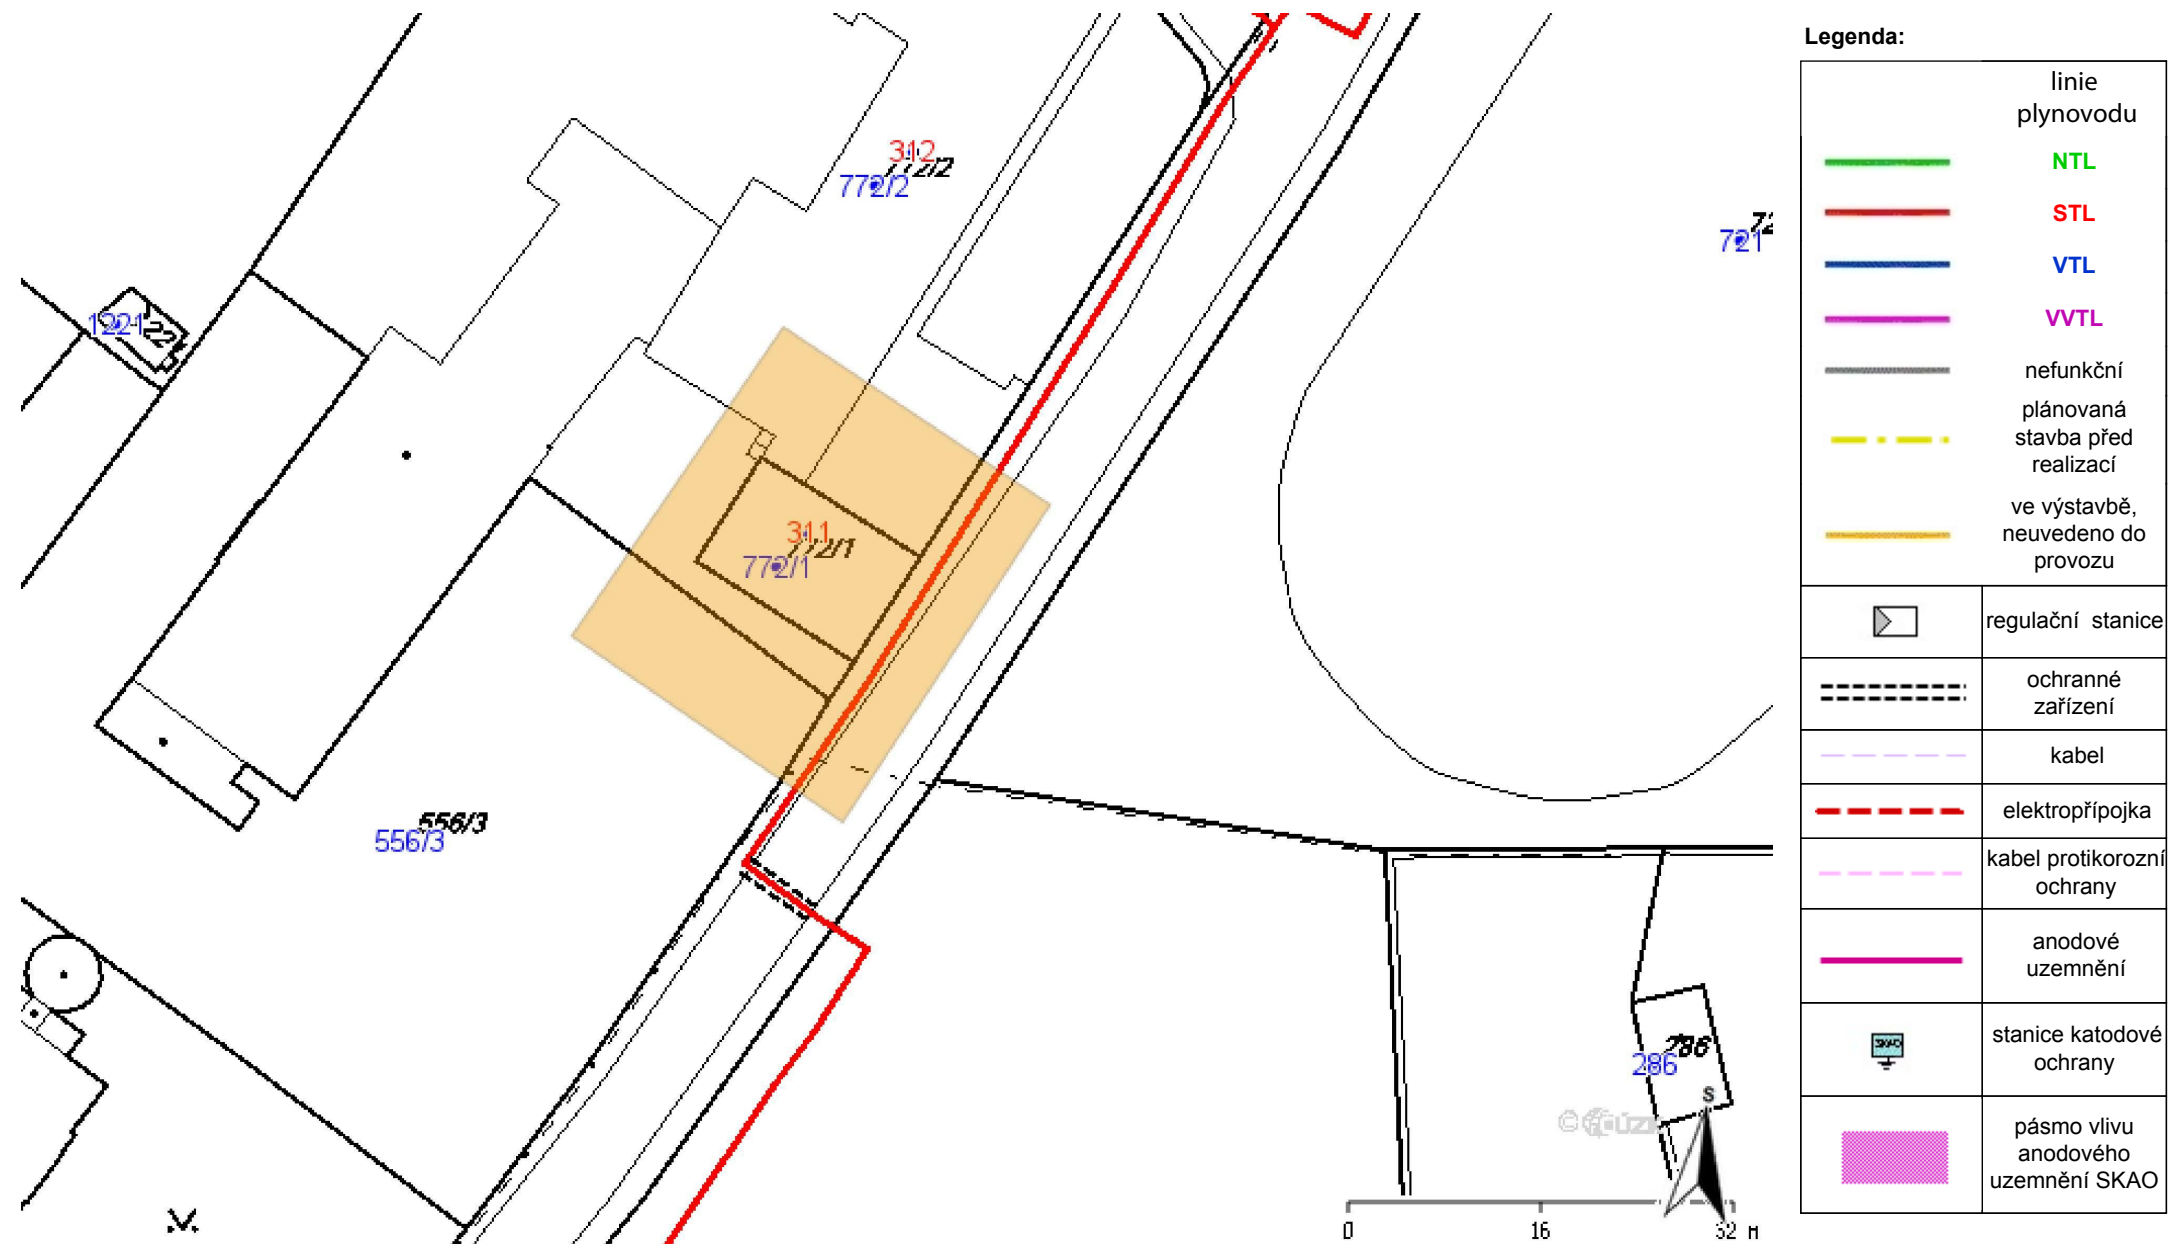 312
772/2
772/2
721
1221
311
772/1
772/1
556/3
556/3
286
286
S
0 16 32 M
Legenda:
linie
plynovodu
NTL
STL
VTL
VVTL
nefunkční
plánovaná
stavba před
realizací
ve výstavbě,
neuvedeno do
provozu
regulační stanice
ochranné
zařízení
kabel
elektropřípojka
kabel protikorozní
ochrany
anodové
uzemnění
SKAO
stanice katodové
ochrany
pásmo vlivu
anodového
uzemnění SKAO